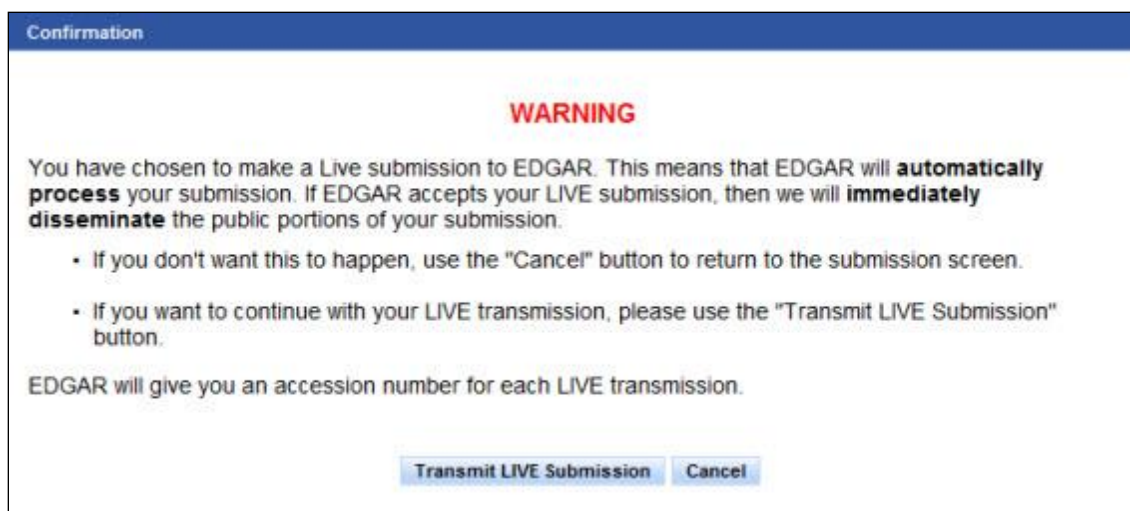 Confirmation
WARNING
You have chosen to make a Live submission to EDGAR. This means that EDGAR will automatically
process your submission. If EDGAR accepts your LIVE submission, then we will immediately
disseminate the public portions of your submission.
• If you don't want this to happen, use the "Cancel" button to return to the submission screen.
• If you want to continue with your LIVE transmission, please use the "Transmit LIVE Submission"
button.
EDGAR will give you an accession number for each LIVE transmission.
Transmit LIVE Submission Cancel